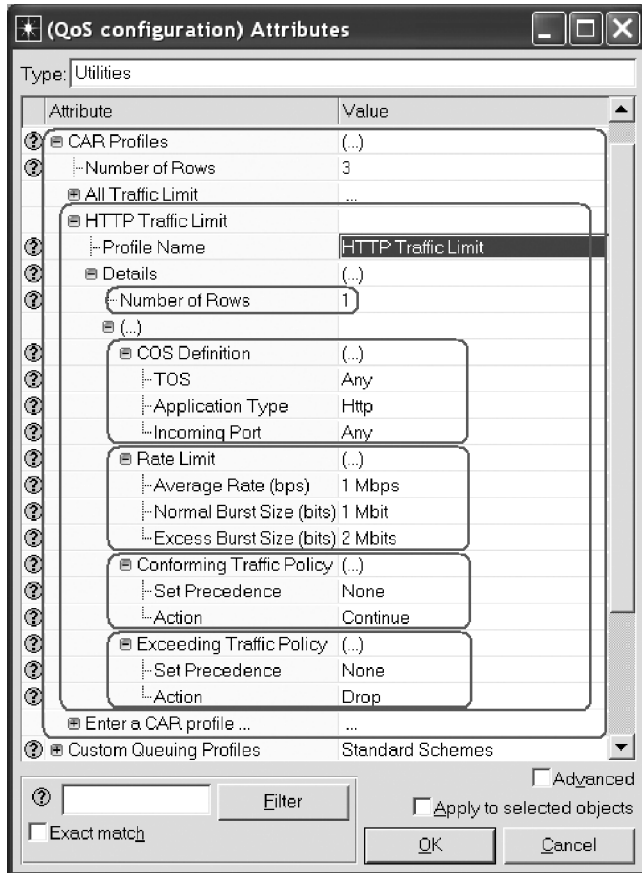 (QoS configuration) Attributes
Type: Utilities
Attribute Value
CAR Profiles (...)
Number of Rows 3
All Traffic Limit ...
HTTP Traffic Limit
Profile Name HTTP Traffic Limit
Details (...)
Number of Rows 1
(...)
COS Definition (...)
TOS Any
Application Type Http
Incoming Port Any
Rate Limit (...)
Average Rate (bps) 1 Mbps
Normal Burst Size (bits) 1 Mbit
Excess Burst Size (bits) 2 Mbits
Conforming Traffic Policy (...)
Set Precedence None
Action Continue
Exceeding Traffic Policy (...)
Set Precedence None
Action Drop
Enter a CAR profile ... ...
Custom Queuing Profiles Standard Schemes
Advanced
Filter
Apply to selected objects
Exact match
OK Cancel